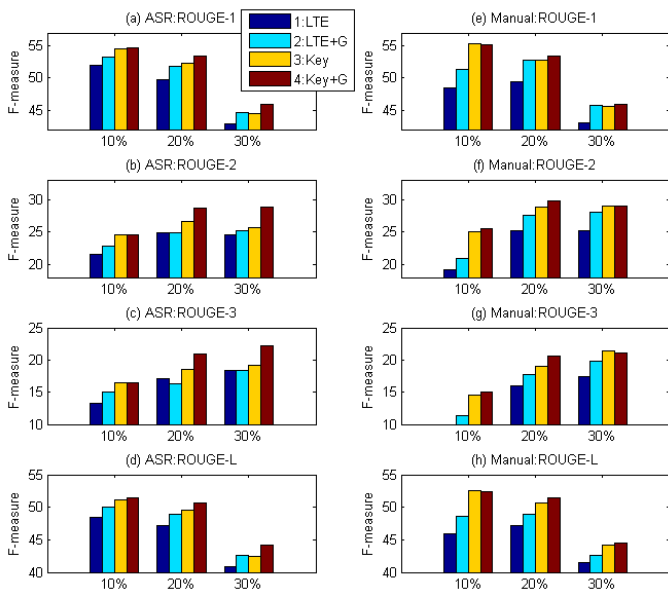 (a) ASR:ROUGE-1
F-measure
55
50
45
10%
20%
30%
1:LTE
2:LTE+G
3:Key
4:Key+G
(b) ASR:ROUGE-2
F-measure
30
25
20
10%
20%
30%
(c) ASR:ROUGE-3
F-measure
25
20
15
10
10%
20%
30%
(d) ASR:ROUGE-L
F-measure
55
50
45
40
10%
20%
30%
(e) Manual:ROUGE-1
F-measure
55
50
45
10%
20%
30%
(f) Manual:ROUGE-2
F-measure
30
25
20
10%
20%
30%
(g) Manual:ROUGE-3
F-measure
25
20
15
10
10%
20%
30%
(h) Manual:ROUGE-L
F-measure
55
50
45
40
10%
20%
30%